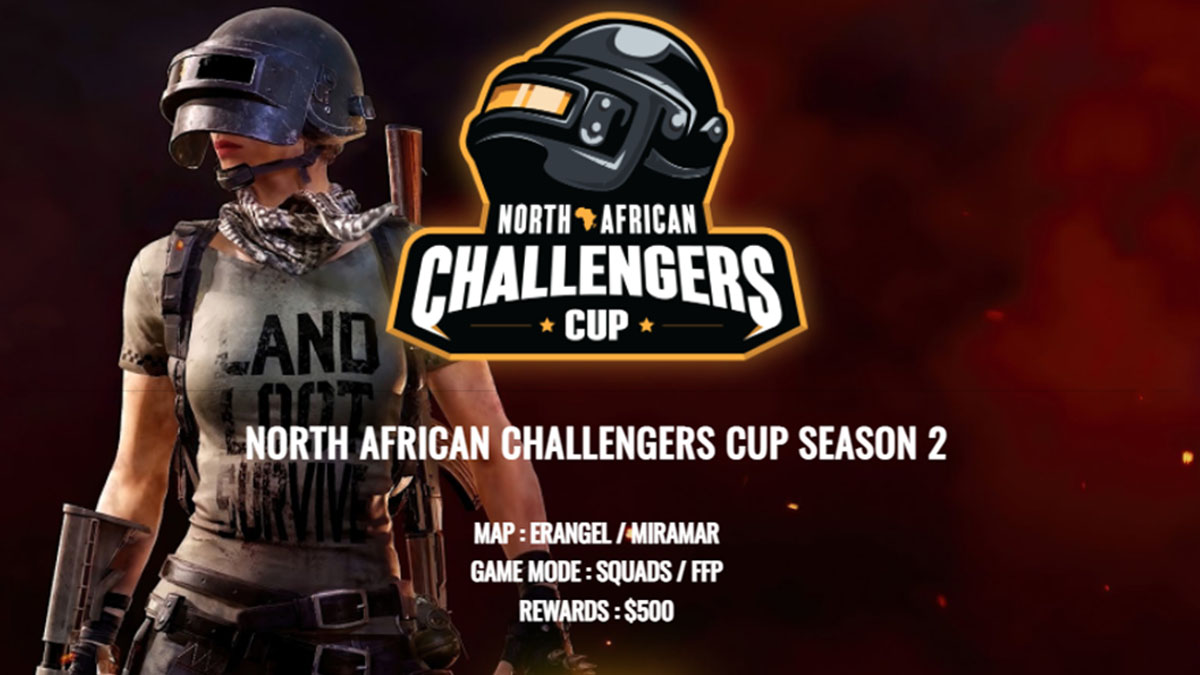 NORTH AFRICAN
CHALLENGERS
CUP
LAND
LOOT
SURVIVE
NORTH AFRICAN CHALLENGERS CUP SEASON 2
MAP : ERANGEL / MIRAMAR
GAME MODE : SQUADS / FFP
REWARDS : $500